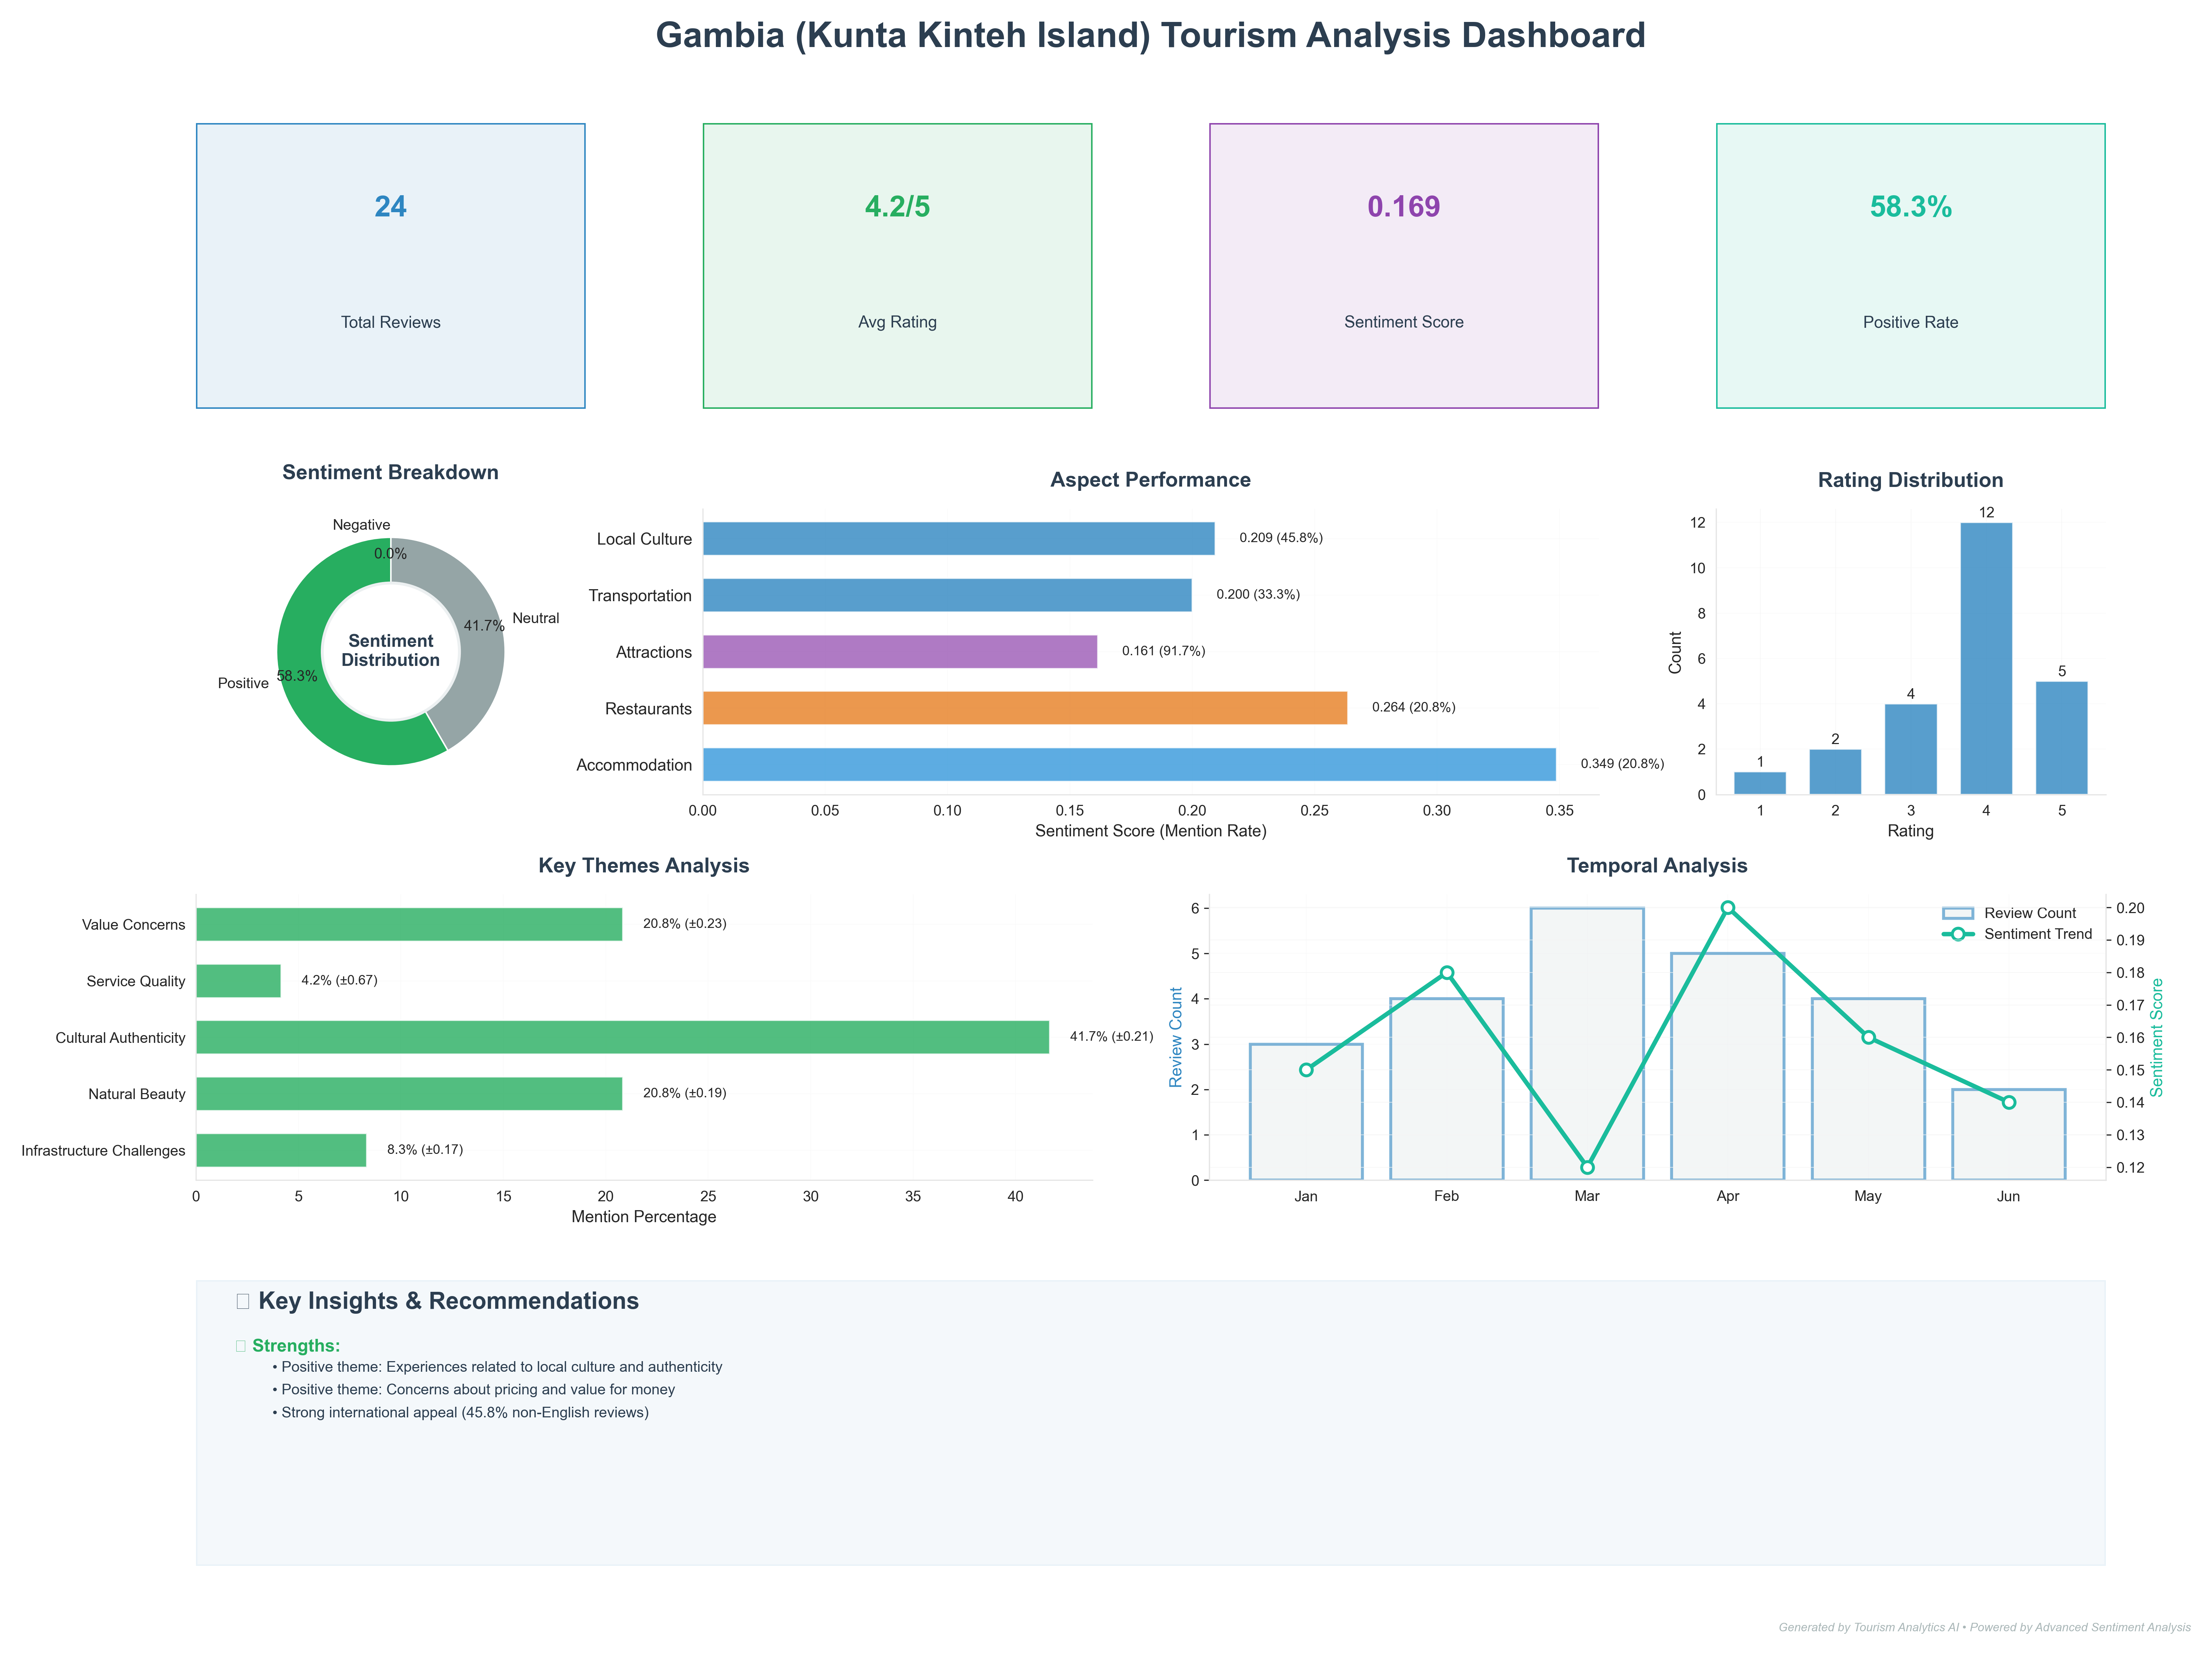 Gambia (Kunta Kinteh Island) Tourism Analysis Dashboard
24
Total Reviews
4.2/5
Avg Rating
0.169
Sentiment Score
58.3%
Positive Rate
Sentiment Breakdown
Negative
0.0%
Neutral
41.7%
Positive
58.3%
Sentiment
Distribution
Aspect Performance
Local Culture
0.209 (45.8%)
Transportation
0.200 (33.3%)
Attractions
0.161 (91.7%)
Restaurants
0.264 (20.8%)
Accommodation
0.349 (20.8%)
0.00 0.05 0.10 0.15 0.20 0.25 0.30 0.35
Sentiment Score (Mention Rate)
Rating Distribution
Count
12
10
8
6
4
2
0
1
2
4
12
5
1 2 3 4 5
Rating
Key Themes Analysis
Value Concerns
20.8% (±0.23)
Service Quality
4.2% (±0.67)
Cultural Authenticity
41.7% (±0.21)
Natural Beauty
20.8% (±0.19)
Infrastructure Challenges
8.3% (±0.17)
0 5 10 15 20 25 30 35 40
Mention Percentage
Temporal Analysis
Review Count
6
5
4
3
2
1
0
Review Count
Sentiment Trend
0.20
0.19
0.18
0.17
0.16
0.15
0.14
0.13
0.12
Sentiment Score
Jan Feb Mar Apr May Jun
Key Insights & Recommendations
Strengths:
• Positive theme: Experiences related to local culture and authenticity
• Positive theme: Concerns about pricing and value for money
• Strong international appeal (45.8% non-English reviews)
Generated by Tourism Analytics AI • Powered by Advanced Sentiment Analysis